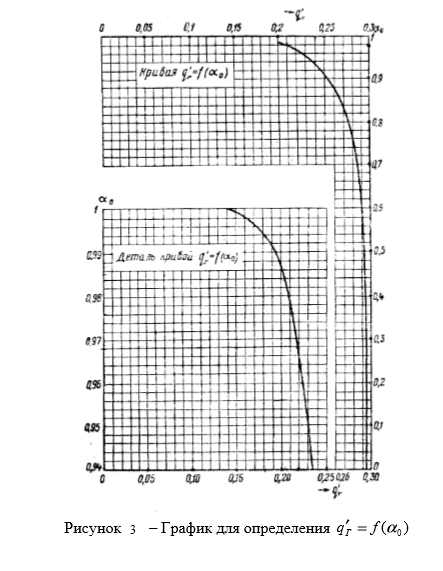 → q'г
0 0,05 0,1 0,15 0,2 0,25 0,3 α₀
Кривая q'г=f(α₀)
0,9
0,8
0,7
0,6
0,5
0,4
0,3
0,2
0,1
0
α₀
1
0,99
0,98
0,97
0,96
0,95
0,94
Деталь кривой q'г=f(α₀)
0 0,05 0,10 0,15 0,20 0,25 0,26 0,28 0,30
→ q'г
Рисунок 3 – График для определения q'Г = f(α₀)